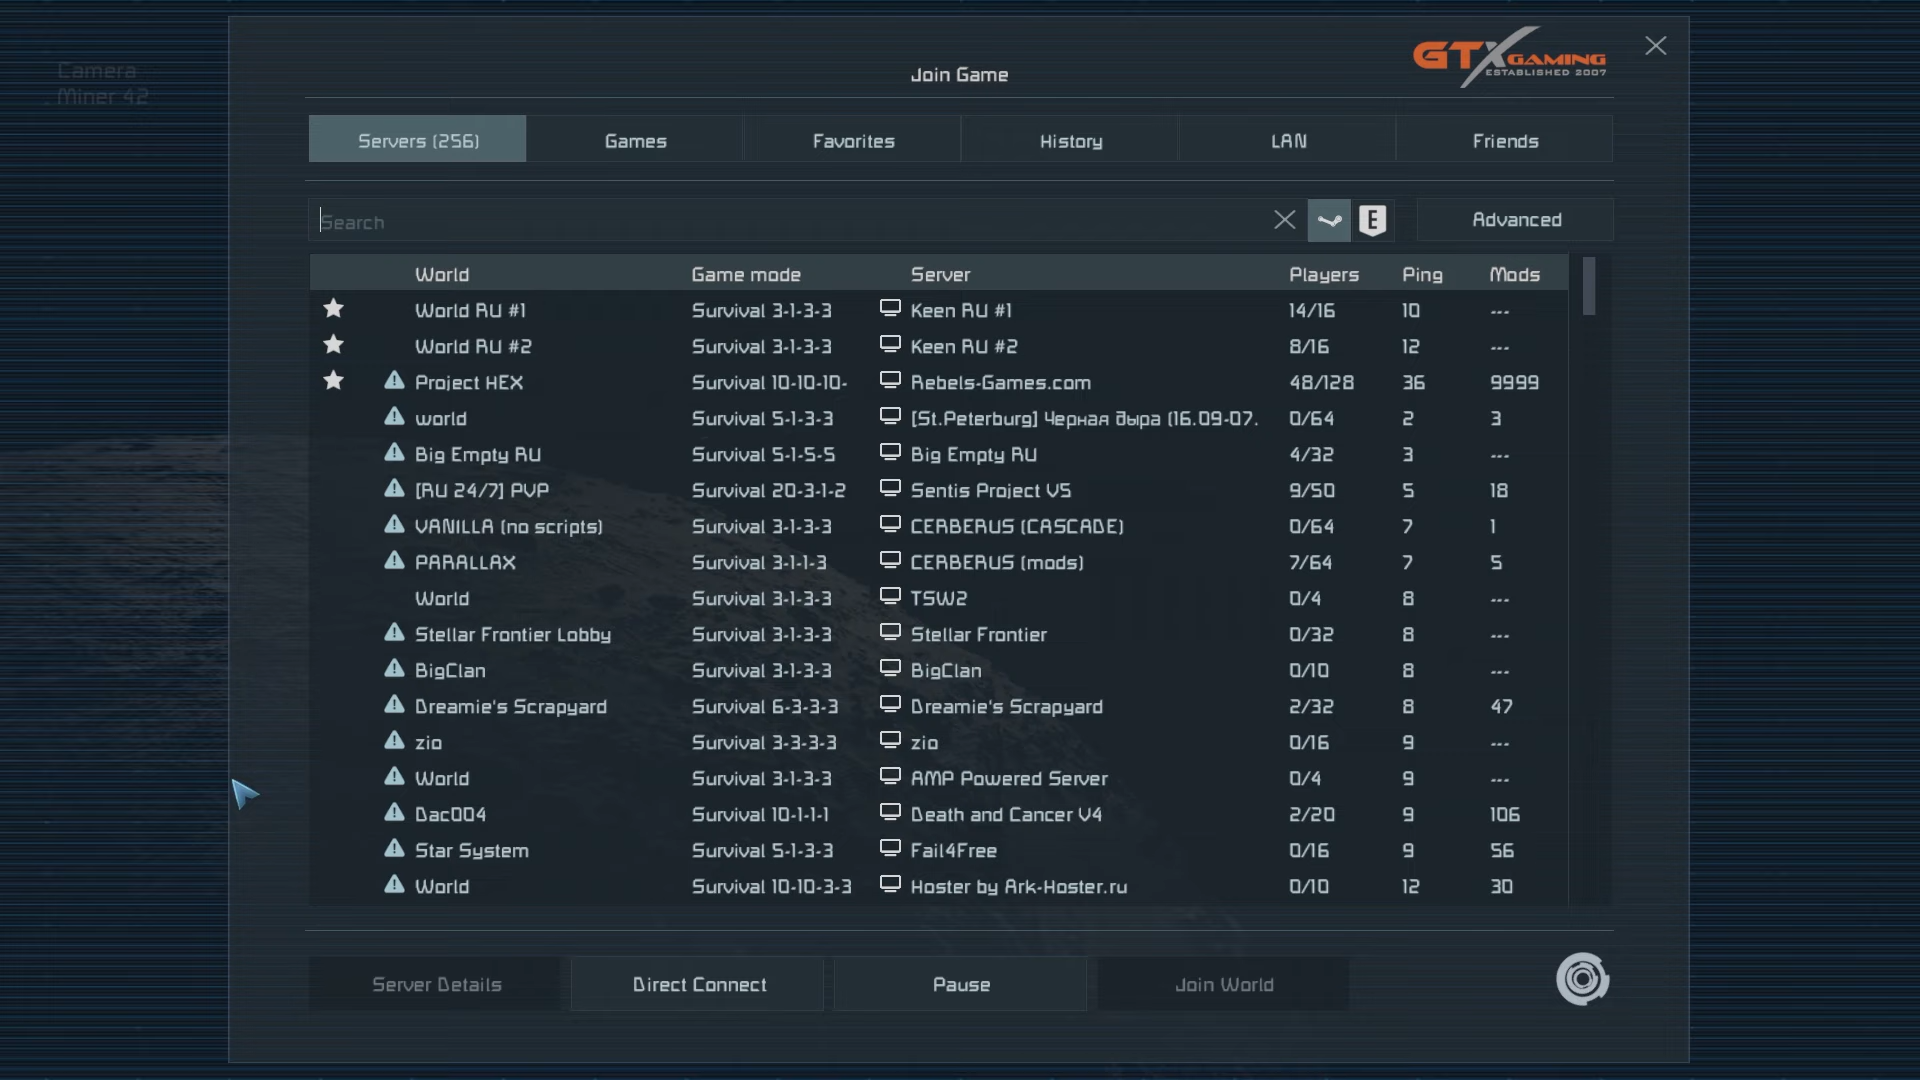 Camera
Miner 42
GTX GAMING
ESTABLISHED 2007
Join Game
Servers (256) Games Favorites History LAN Friends
Search E Advanced
World Game mode Server Players Ping Mods
World RU #1 Survival 3-1-3-3 Keen RU #1 14/16 10 ---
World RU #2 Survival 3-1-3-3 Keen RU #2 8/16 12 ---
Project HEX Survival 10-10-10- Rebels-Games.com 48/128 36 9999
world Survival 5-1-3-3 [St.Peterburg] Черная дыра (16.09-07. 0/64 2 3
Big Empty RU Survival 5-1-5-5 Big Empty RU 4/32 3 ---
[RU 24/7] PVP Survival 20-3-1-2 Sentis Project V5 9/50 5 18
VANILLA (no scripts) Survival 3-1-3-3 CERBERUS (CASCADE) 0/64 7 1
PARALLAX Survival 3-1-1-3 CERBERUS (mods) 7/64 7 5
World Survival 3-1-3-3 TSW2 0/4 8 ---
Stellar Frontier Lobby Survival 3-1-3-3 Stellar Frontier 0/32 8 ---
BigClan Survival 3-1-3-3 BigClan 0/10 8 ---
Dreamie's Scrapyard Survival 6-3-3-3 Dreamie's Scrapyard 2/32 8 47
zio Survival 3-3-3-3 zio 0/16 9 ---
World Survival 3-1-3-3 AMP Powered Server 0/4 9 ---
Dac004 Survival 10-1-1-1 Death and Cancer V4 2/20 9 106
Star System Survival 5-1-3-3 Fail4Free 0/16 9 56
World Survival 10-10-3-3 Hoster by Ark-Hoster.ru 0/10 12 30
Server Details Direct Connect Pause Join World